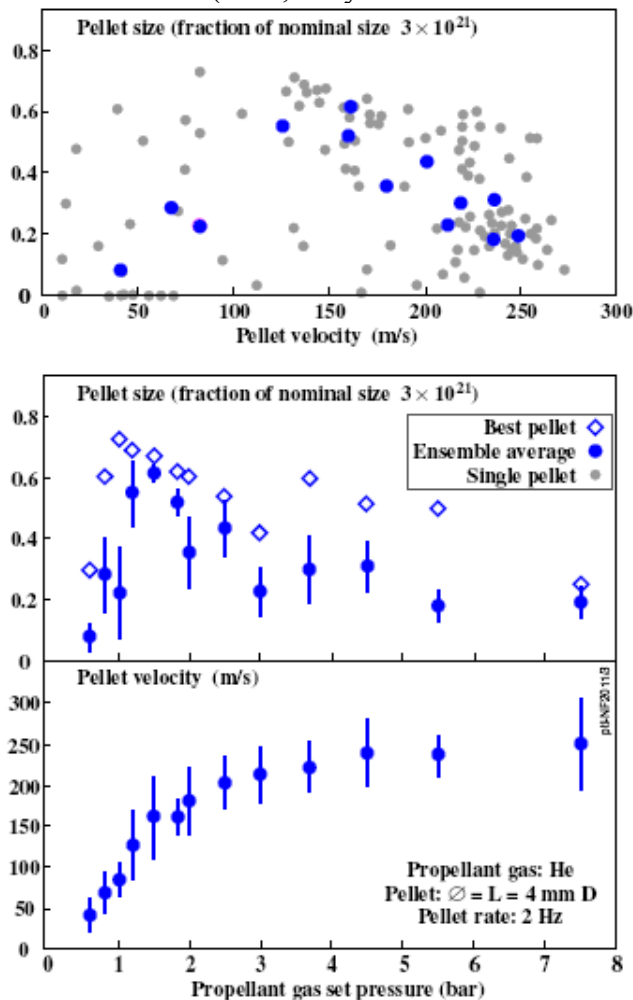 Pellet size (fraction of nominal size 3 × 10²¹)
0.8
0.6
0.4
0.2
0
0 50 100 150 200 250 300
Pellet velocity (m/s)
Pellet size (fraction of nominal size 3 × 10²¹)
0.8
0.6
0.4
0.2
0
Best pellet
Ensemble average
Single pellet
Pellet velocity (m/s)
300
250
200
150
100
50
0
Propellant gas: He
Pellet: ∅ = L = 4 mm D
Pellet rate: 2 Hz
0 1 2 3 4 5 6 7 8
Propellant gas set pressure (bar)